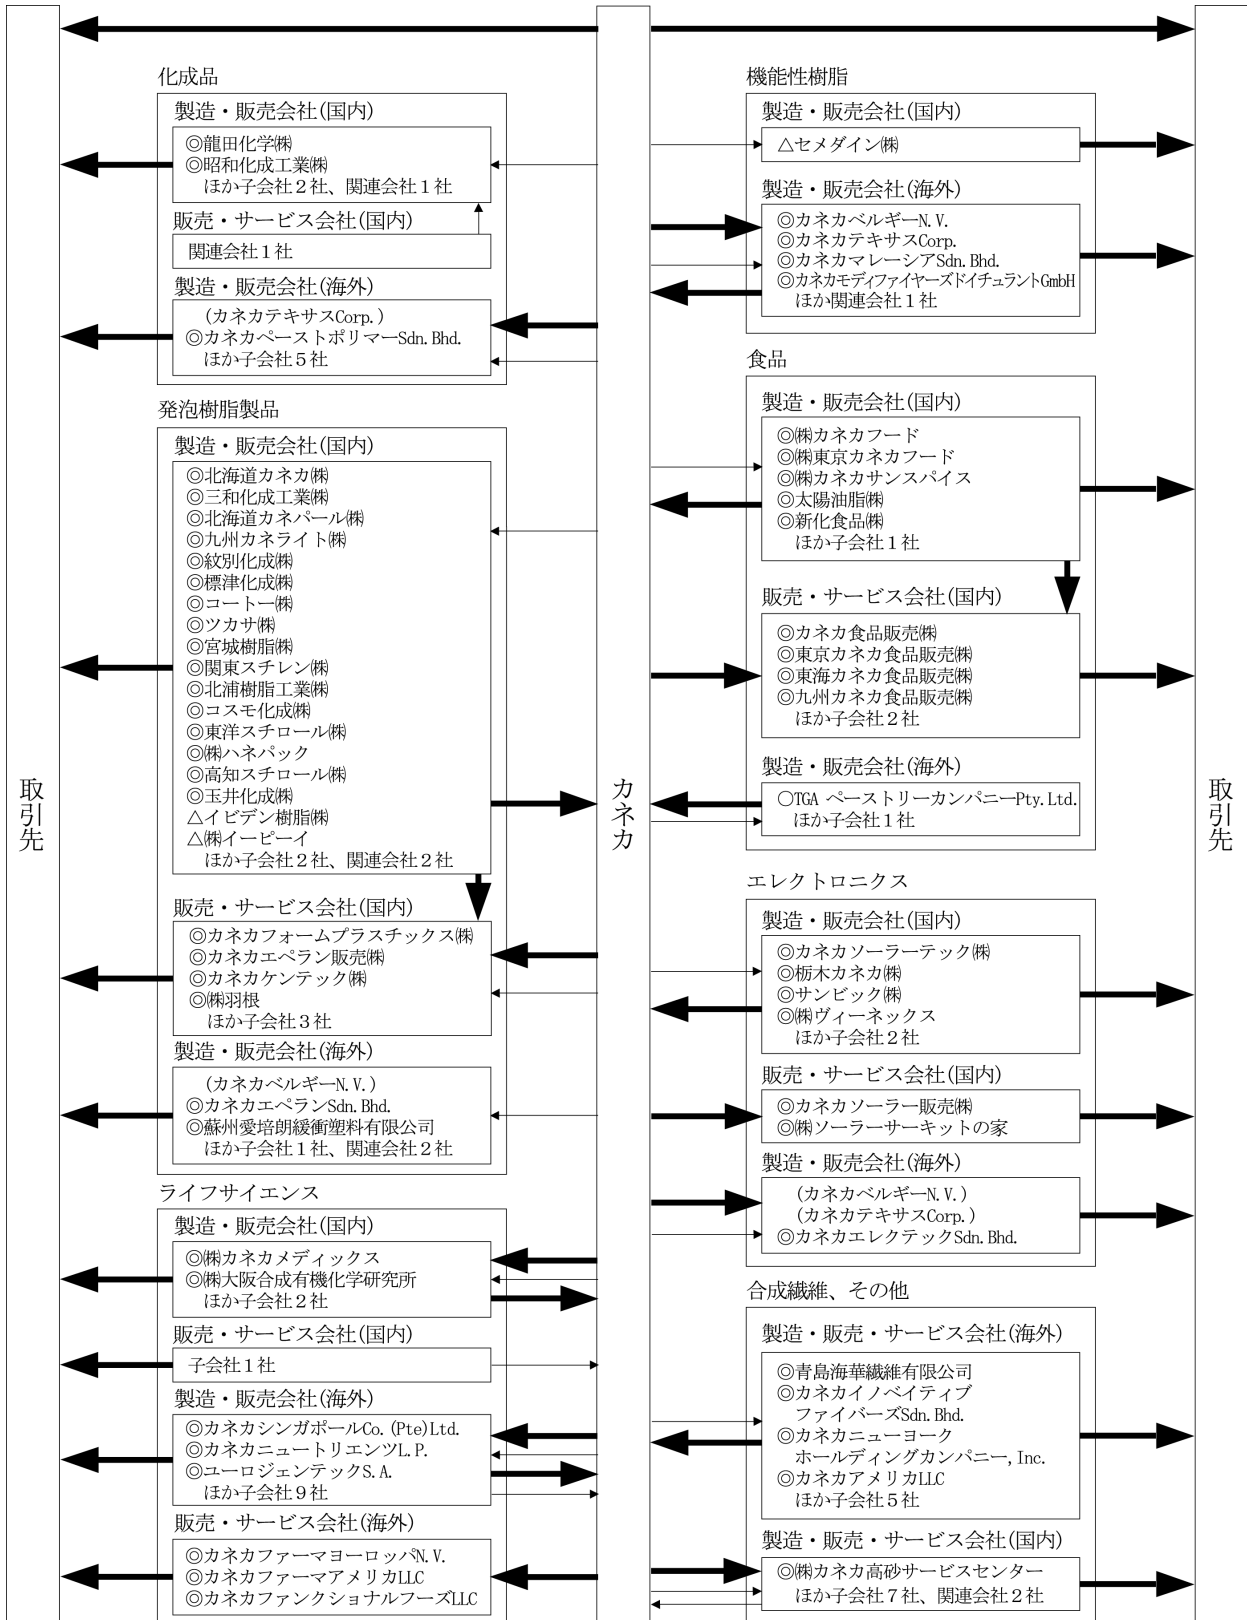 取引先
化成品
製造・販売会社(国内)
◎龍田化学㈱
◎昭和化成工業㈱
ほか子会社２社、関連会社１社
販売・サービス会社(国内)
関連会社１社
製造・販売会社(海外)
(カネカテキサスCorp.)
◎カネカペーストポリマーSdn.Bhd.
ほか子会社５社
発泡樹脂製品
製造・販売会社(国内)
◎北海道カネカ㈱
◎三和化成工業㈱
◎北海道カネパール㈱
◎九州カネライト㈱
◎紋別化成㈱
◎標津化成㈱
◎コートー㈱
◎ツカサ㈱
◎宮城樹脂㈱
◎関東スチレン㈱
◎北浦樹脂工業㈱
◎コスモ化成㈱
◎東洋スチロール㈱
◎㈱ハネパック
◎高知スチロール㈱
◎玉井化成㈱
△イビデン樹脂㈱
△㈱イーピーイ
ほか子会社２社、関連会社２社
販売・サービス会社(国内)
◎カネカフォームプラスチックス㈱
◎カネカエペラン販売㈱
◎カネカケンテック㈱
◎㈱羽根
ほか子会社３社
製造・販売会社(海外)
(カネカベルギーN.V.)
◎カネカエペランSdn.Bhd.
◎蘇州愛培朗緩衝塑料有限公司
ほか子会社１社、関連会社２社
ライフサイエンス
製造・販売会社(国内)
◎㈱カネカメディックス
◎㈱大阪合成有機化学研究所
ほか子会社２社
販売・サービス会社(国内)
子会社１社
製造・販売会社(海外)
◎カネカシンガポールCo.(Pte)Ltd.
◎カネカニュートリエンツL.P.
◎ユーロジェンテックS.A.
ほか子会社９社
販売・サービス会社(海外)
◎カネカファーマヨーロッパN.V.
◎カネカファーマアメリカLLC
◎カネカファンクショナルフーズLLC
カネカ
機能性樹脂
製造・販売会社(国内)
△セメダイン㈱
製造・販売会社(海外)
◎カネカベルギーN.V.
◎カネカテキサスCorp.
◎カネカマレーシアSdn.Bhd.
◎カネカモディファイヤーズドイチュラントGmbH
ほか関連会社１社
食品
製造・販売会社(国内)
◎㈱カネカフード
◎㈱東京カネカフード
◎㈱カネカサンスパイス
◎太陽油脂㈱
◎新化食品㈱
ほか子会社１社
販売・サービス会社(国内)
◎カネカ食品販売㈱
◎東京カネカ食品販売㈱
◎東海カネカ食品販売㈱
◎九州カネカ食品販売㈱
ほか子会社２社
製造・販売会社(海外)
○TGA ペーストリーカンパニーPty.Ltd.
ほか子会社１社
エレクトロニクス
製造・販売会社(国内)
◎カネカソーラーテック㈱
◎栃木カネカ㈱
◎サンビック㈱
◎㈱ヴィーネックス
ほか子会社２社
販売・サービス会社(国内)
◎カネカソーラー販売㈱
◎㈱ソーラーサーキットの家
製造・販売会社(海外)
(カネカベルギーN.V.)
(カネカテキサスCorp.)
◎カネカエレクテックSdn.Bhd.
合成繊維、その他
製造・販売・サービス会社(海外)
◎青島海華繊維有限公司
◎カネカイノベイティブ
ファイバーズSdn.Bhd.
◎カネカニューヨーク
ホールディングカンパニー,Inc.
◎カネカアメリカLLC
ほか子会社５社
製造・販売・サービス会社(国内)
◎㈱カネカ高砂サービスセンター
ほか子会社７社、関連会社２社
取引先